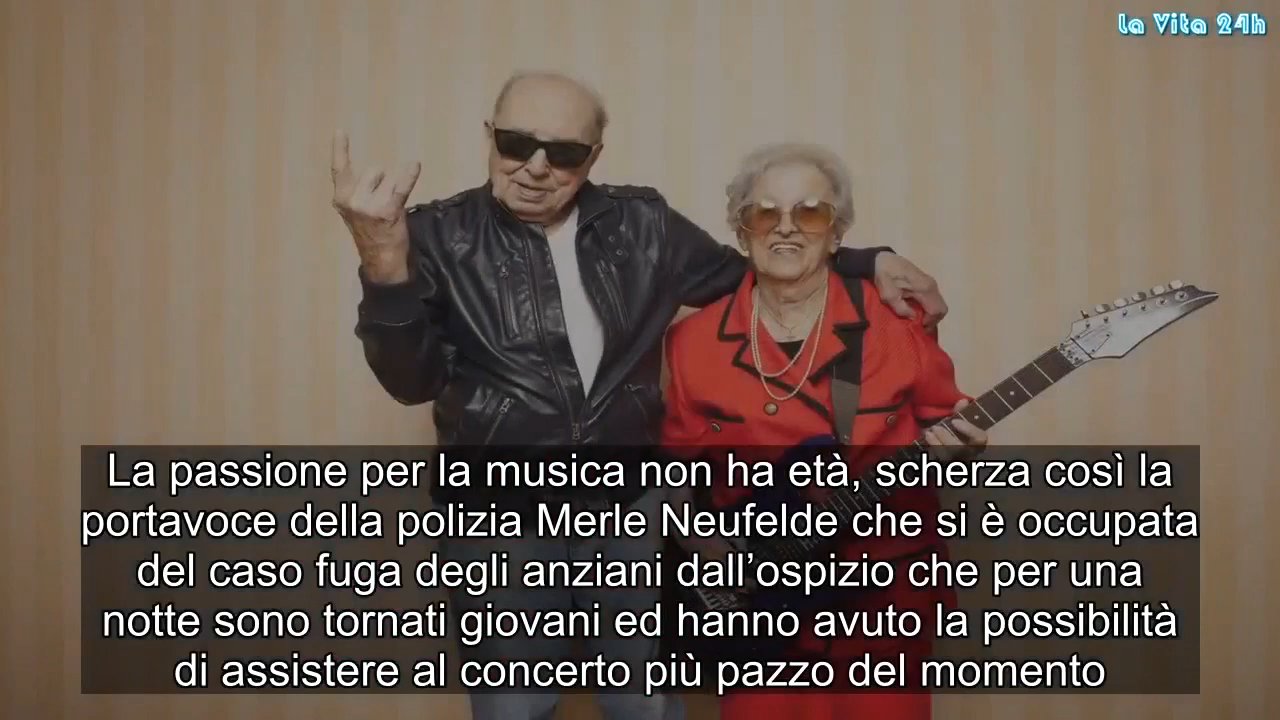 La Vita 24h
La passione per la musica non ha età, scherza così la
portavoce della polizia Merle Neufelde che si è occupata
del caso fuga degli anziani dall’ospizio che per una
notte sono tornati giovani ed hanno avuto la possibilità
di assistere al concerto più pazzo del momento